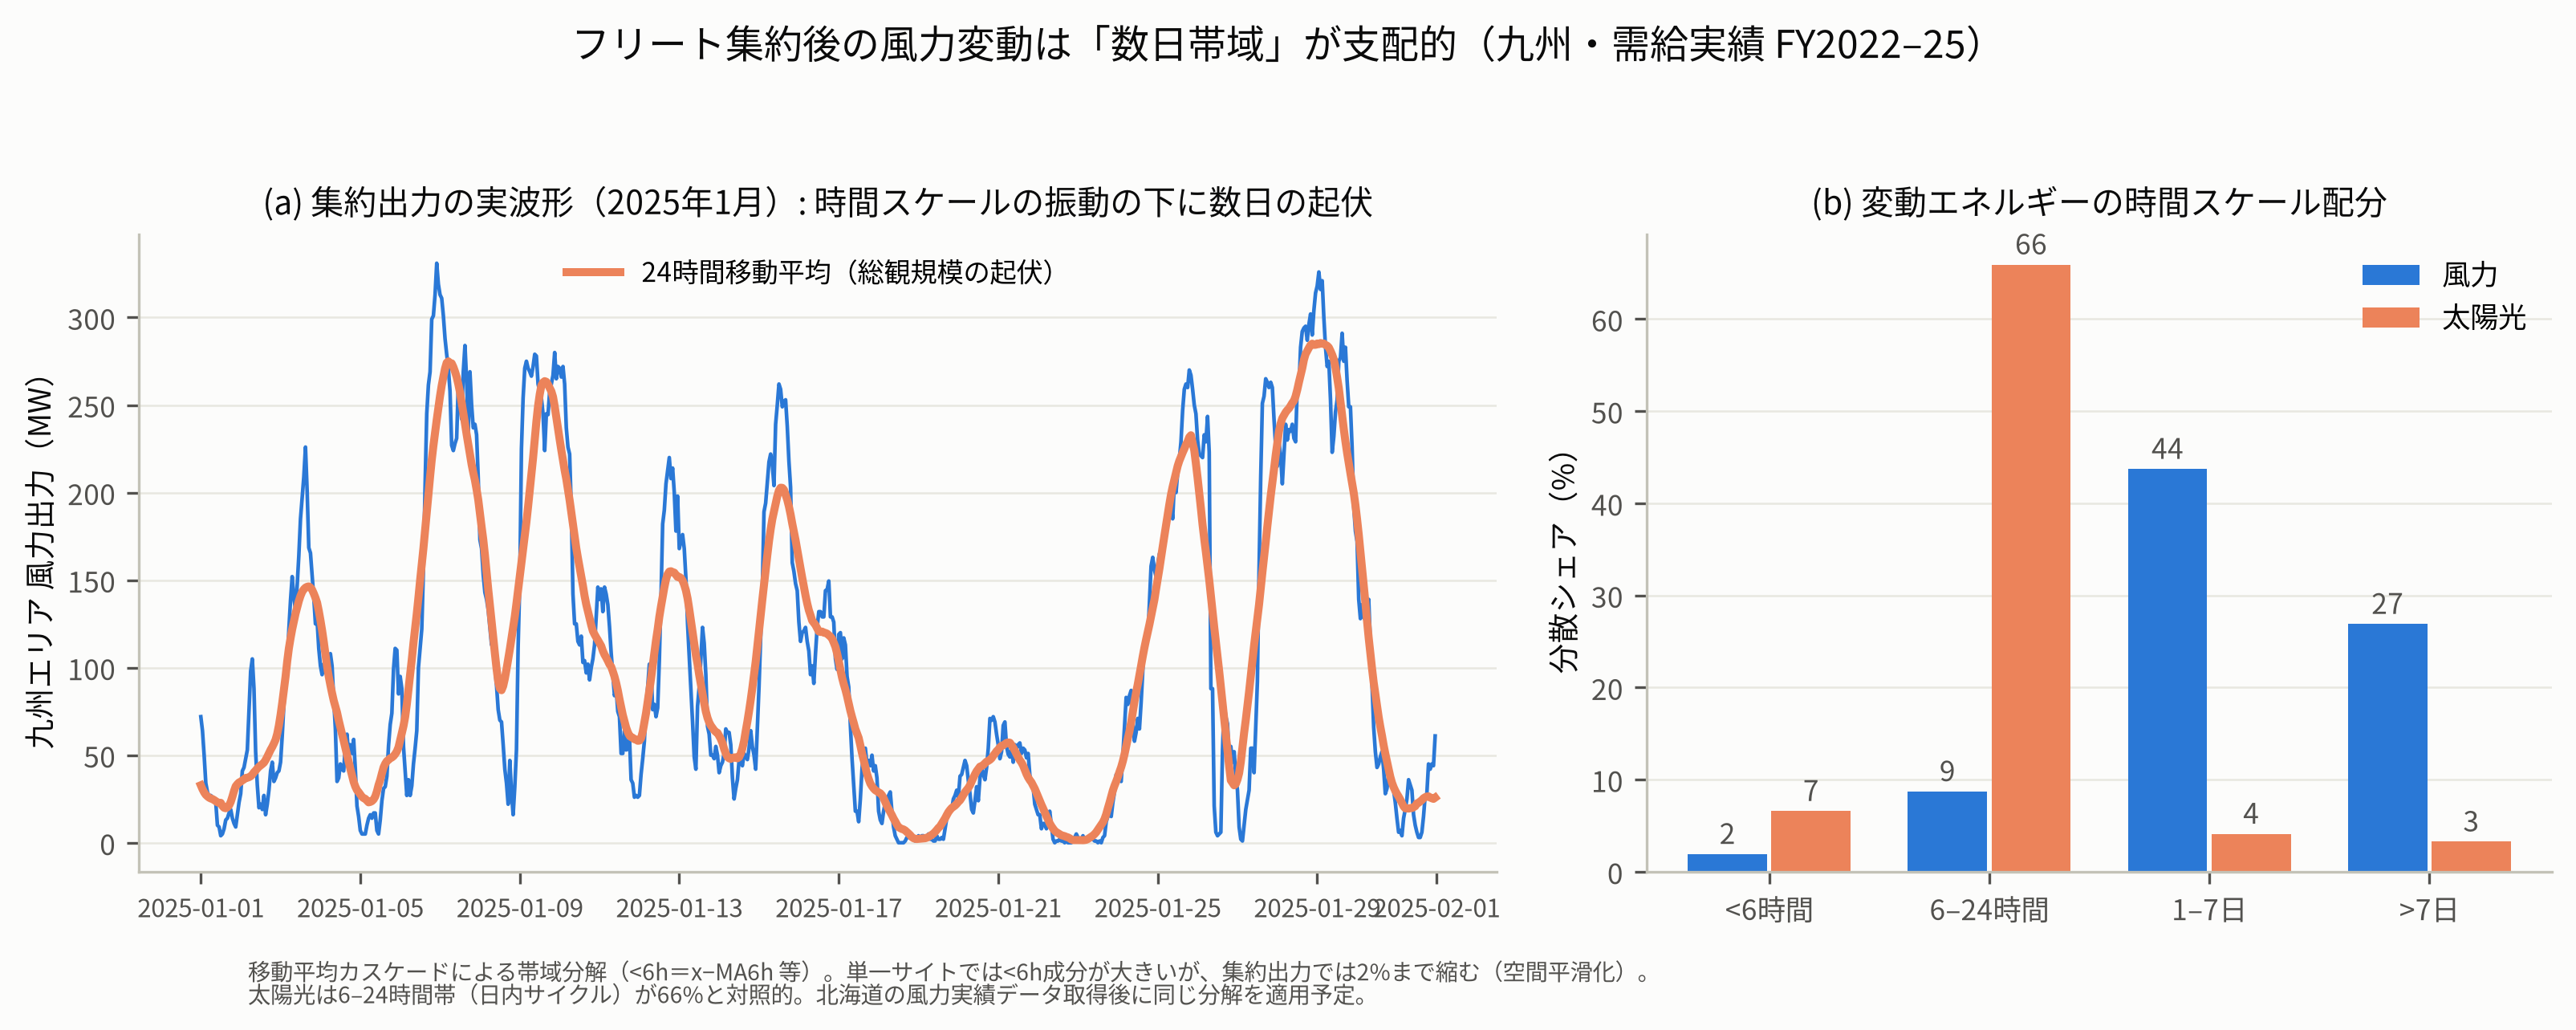 フリート集約後の風力変動は「数日帯域」が支配的（九州・需給実績 FY2022–25）
(a) 集約出力の実波形（2025年1月）: 時間スケールの振動の下に数日の起伏
24時間移動平均（総観規模の起伏）
九州エリア 風力出力（MW）
300
250
200
150
100
50
0
2025-01-01
2025-01-05
2025-01-09
2025-01-13
2025-01-17
2025-01-21
2025-01-25
2025-01-29
2025-02-01
(b) 変動エネルギーの時間スケール配分
風力
太陽光
分散シェア（%）
60
50
40
30
20
10
0
2
7
9
66
44
4
27
3
<6時間
6–24時間
1–7日
>7日
移動平均カスケードによる帯域分解（<6h＝x−MA6h 等）。単一サイトでは<6h成分が大きいが、集約出力では2%まで縮む（空間平滑化）。
太陽光は6–24時間帯（日内サイクル）が66%と対照的。北海道の風力実績データ取得後に同じ分解を適用予定。